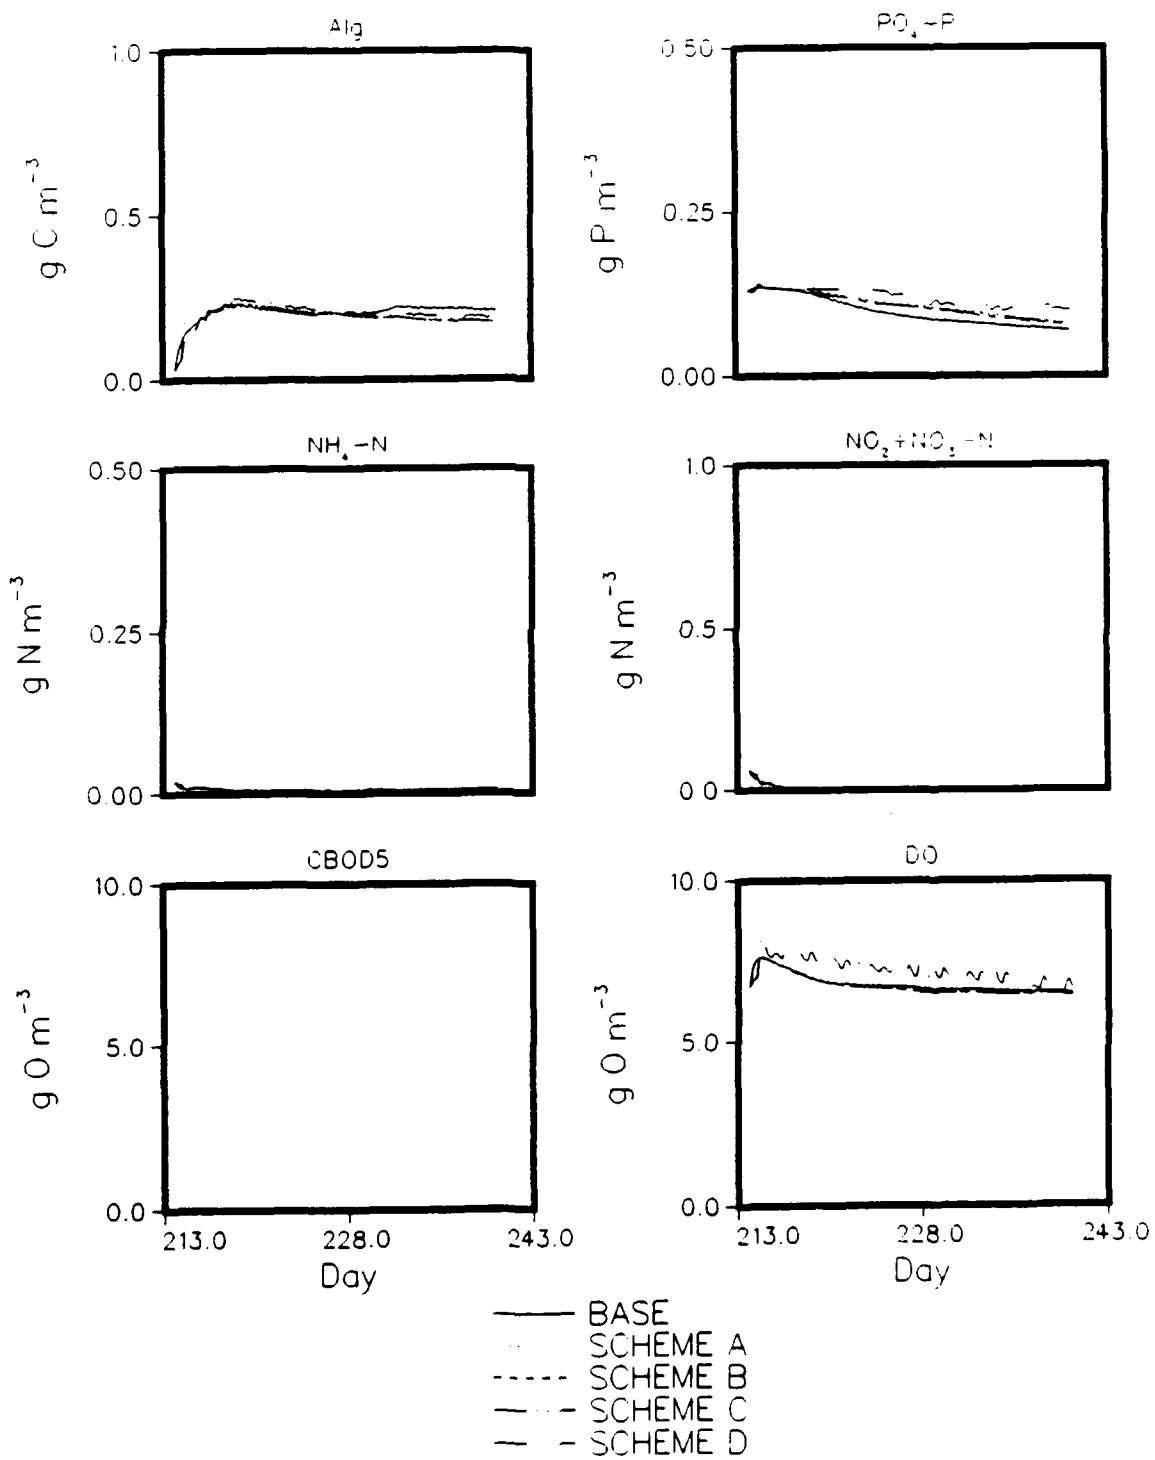 Alg
1.0
0.5
0.0
g C m⁻³
PO₄-P
0.50
0.25
0.00
g P m⁻³
NH₄-N
0.50
0.25
0.00
g N m⁻³
NO₂+NO₃-N
1.0
0.5
0.0
g N m⁻³
CBOD5
10.0
5.0
0.0
g O m⁻³
213.0 228.0 243.0
Day
DO
10.0
5.0
0.0
g O m⁻³
213.0 228.0 243.0
Day
BASE
SCHEME A
SCHEME B
SCHEME C
SCHEME D